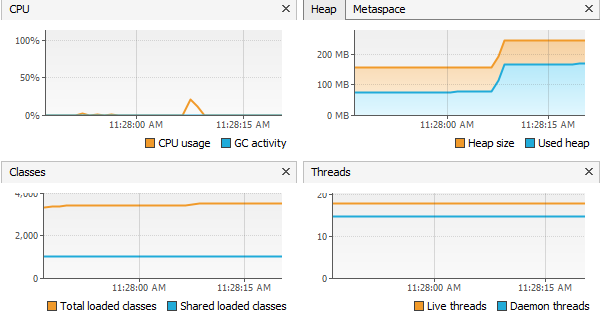 CPU ×
100%
50%
0%
11:28:00 AM 11:28:15 AM
CPU usage GC activity
Heap Metaspace ×
200 MB
100 MB
0 MB
11:28:00 AM 11:28:15 AM
Heap size Used heap
Classes ×
4,000
2,000
0
11:28:00 AM 11:28:15 AM
Total loaded classes Shared loaded classes
Threads ×
20
10
0
11:28:00 AM 11:28:15 AM
Live threads Daemon threads